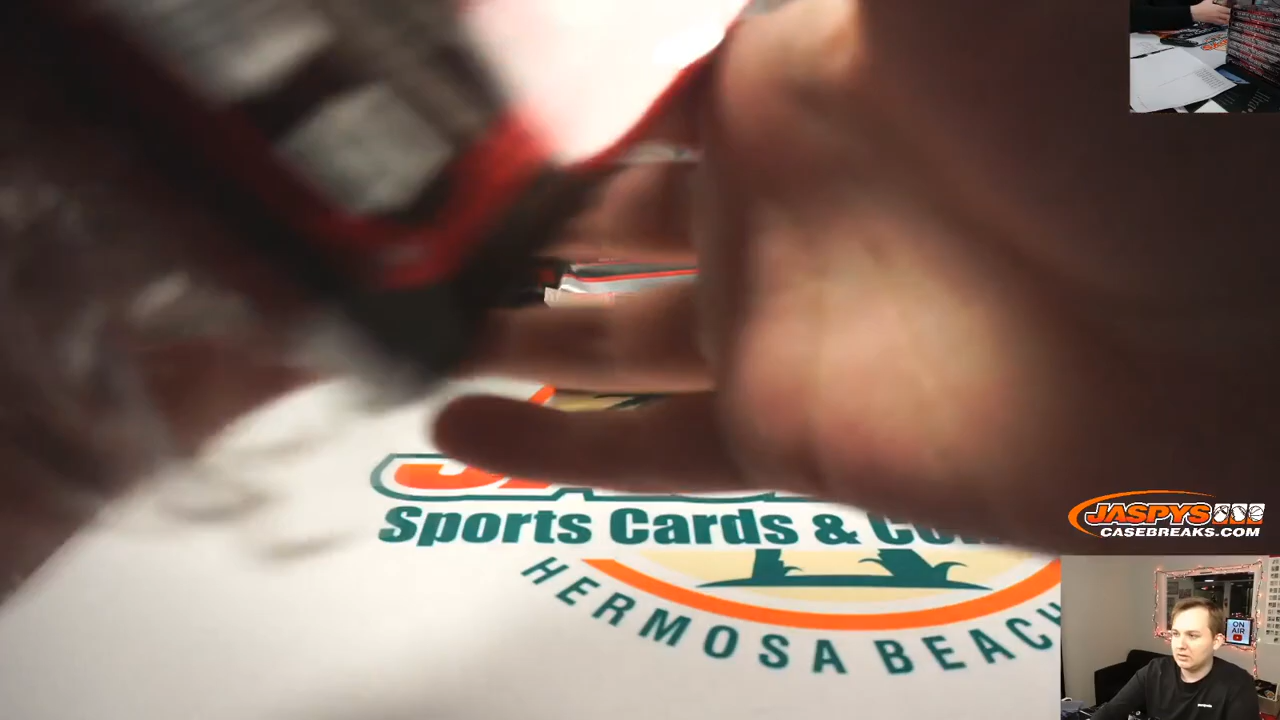 Sports Cards &
HERMOSA BEACH
JASPYS
CASEBREAKS.COM
ON
AIR